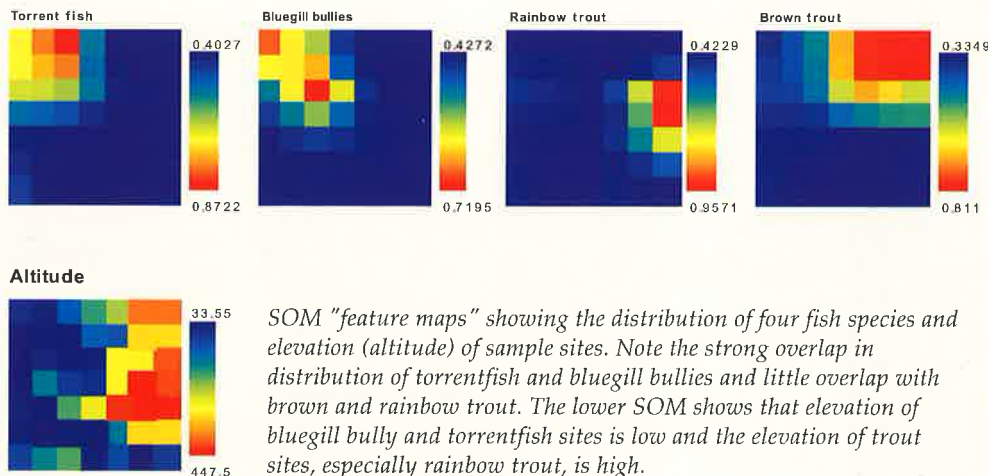 Torrent fish
0.4027
0.8722
Bluegill bullies
0.4272
0.7195
Rainbow trout
0.4229
0.9571
Brown trout
0.3349
0.811
Altitude
33.55
447.5
SOM "feature maps" showing the distribution of four fish species and
elevation (altitude) of sample sites. Note the strong overlap in
distribution of torrentfish and bluegill bullies and little overlap with
brown and rainbow trout. The lower SOM shows that elevation of
bluegill bully and torrentfish sites is low and the elevation of trout
sites, especially rainbow trout, is high.